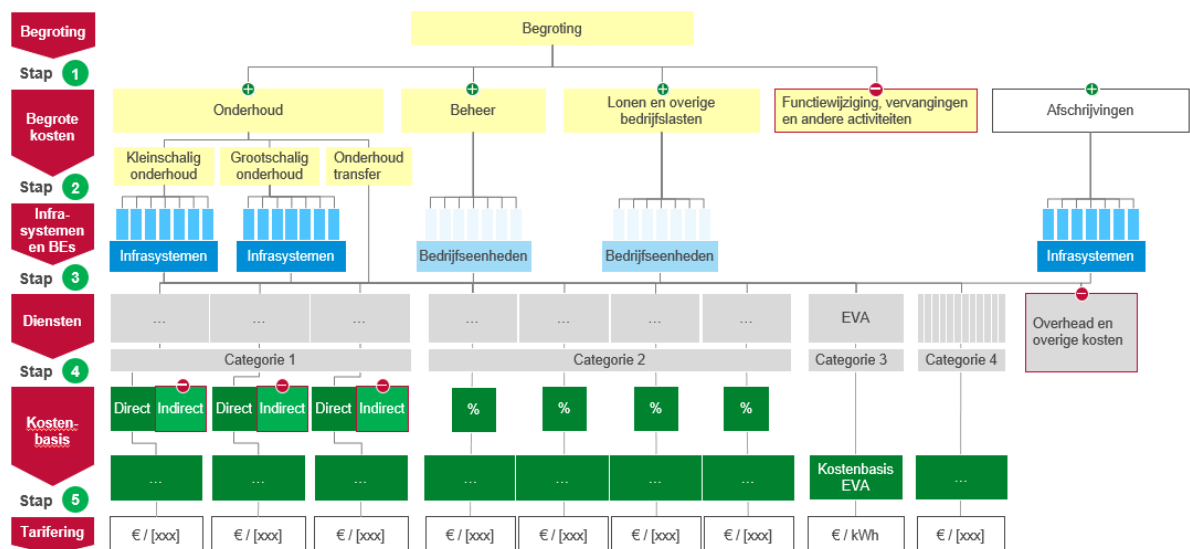 Begroting
Begroting
Stap 1
Begrote
kosten
Onderhoud
Beheer
Lonen en overige
bedrijfslasten
Functiewijziging, vervangingen
en andere activiteiten
Afschrijvingen
Kleinschalig
onderhoud
Grootschalig
onderhoud
Onderhoud
transfer
Stap 2
Infra-
systemen
en BEs
Infrasystemen
Infrasystemen
Bedrijfseenheden
Bedrijfseenheden
Infrasystemen
Stap 3
Diensten
...
...
...
...
...
...
...
EVA
Overhead en
overige kosten
Categorie 1
Categorie 2
Categorie 3
Categorie 4
Stap 4
Kosten-
basis
Direct
Indirect
Direct
Indirect
Direct
Indirect
%
%
%
%
...
...
...
...
...
...
...
Kostenbasis
EVA
...
Stap 5
Tarifering
€ / [xxx]
€ / [xxx]
€ / [xxx]
€ / [xxx]
€ / [xxx]
€ / [xxx]
€ / [xxx]
€ / kWh
€ / [xxx]